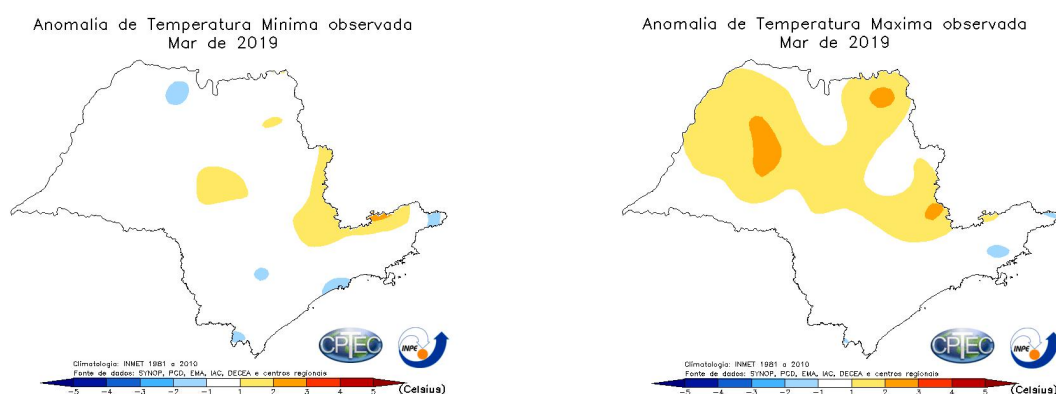 Anomalia de Temperatura Minima observada
Mar de 2019
CPTEC
INPE
Climatologia: INMET 1981 a 2010
Fonte de dados: SYNOP, PCD, EMA, IAC, DECEA e centros regionais
-5 -4 -3 -2 -1 1 2 3 4 5 (Celsius)
Anomalia de Temperatura Maxima observada
Mar de 2019
CPTEC
INPE
Climatologia: INMET 1981 a 2010
Fonte de dados: SYNOP, PCD, EMA, IAC, DECEA e centros regionais
-5 -4 -3 -2 -1 1 2 3 4 5 (Celsius)